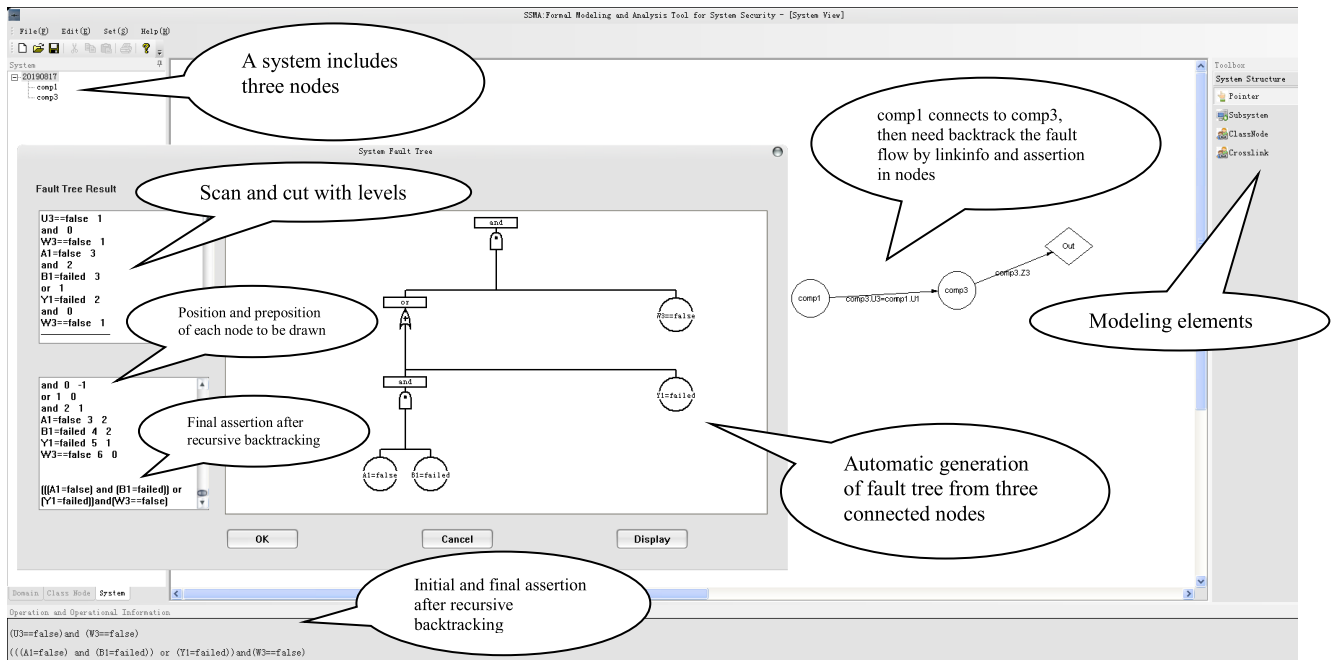 SSMA:Formal Modeling and Analysis Tool for System Security - [System View]
File(F) Edit(E) Set(S) Help(H)
System
20190817
comp1
comp3
A system includes
three nodes
comp1 connects to comp3,
then need backtrack the fault
flow by linkinfo and assertion
in nodes
Toolbox
System Structure
Pointer
Subsystem
ClassNode
Crosslink
System Fault Tree
Fault Tree Result
Scan and cut with levels
U3==false 1
and 0
W3==false 1
A1=false 3
and 2
B1=failed 3
or 1
Y1=failed 2
and 0
W3==false 1
Position and preposition
of each node to be drawn
and 0 -1
or 1 0
and 2 1
A1=false 3 2
B1=failed 4 2
Y1=failed 5 1
W3==false 6 0
(((A1=false) and (B1=failed)) or
(Y1=failed))and(W3==false)
Final assertion after
recursive backtracking
and
or
W3==false
and
Y1=failed
A1=false B1=failed
Out
comp3.Z3
comp1
comp3.U3=comp1.U1
comp3
Modeling elements
Automatic generation
of fault tree from three
connected nodes
OK Cancel Display
Initial and final assertion
after recursive
backtracking
Domain Class Node System
Operation and Operational Information
(U3==false)and (W3==false)
(((A1=false) and (B1=failed)) or (Y1=failed))and(W3==false)